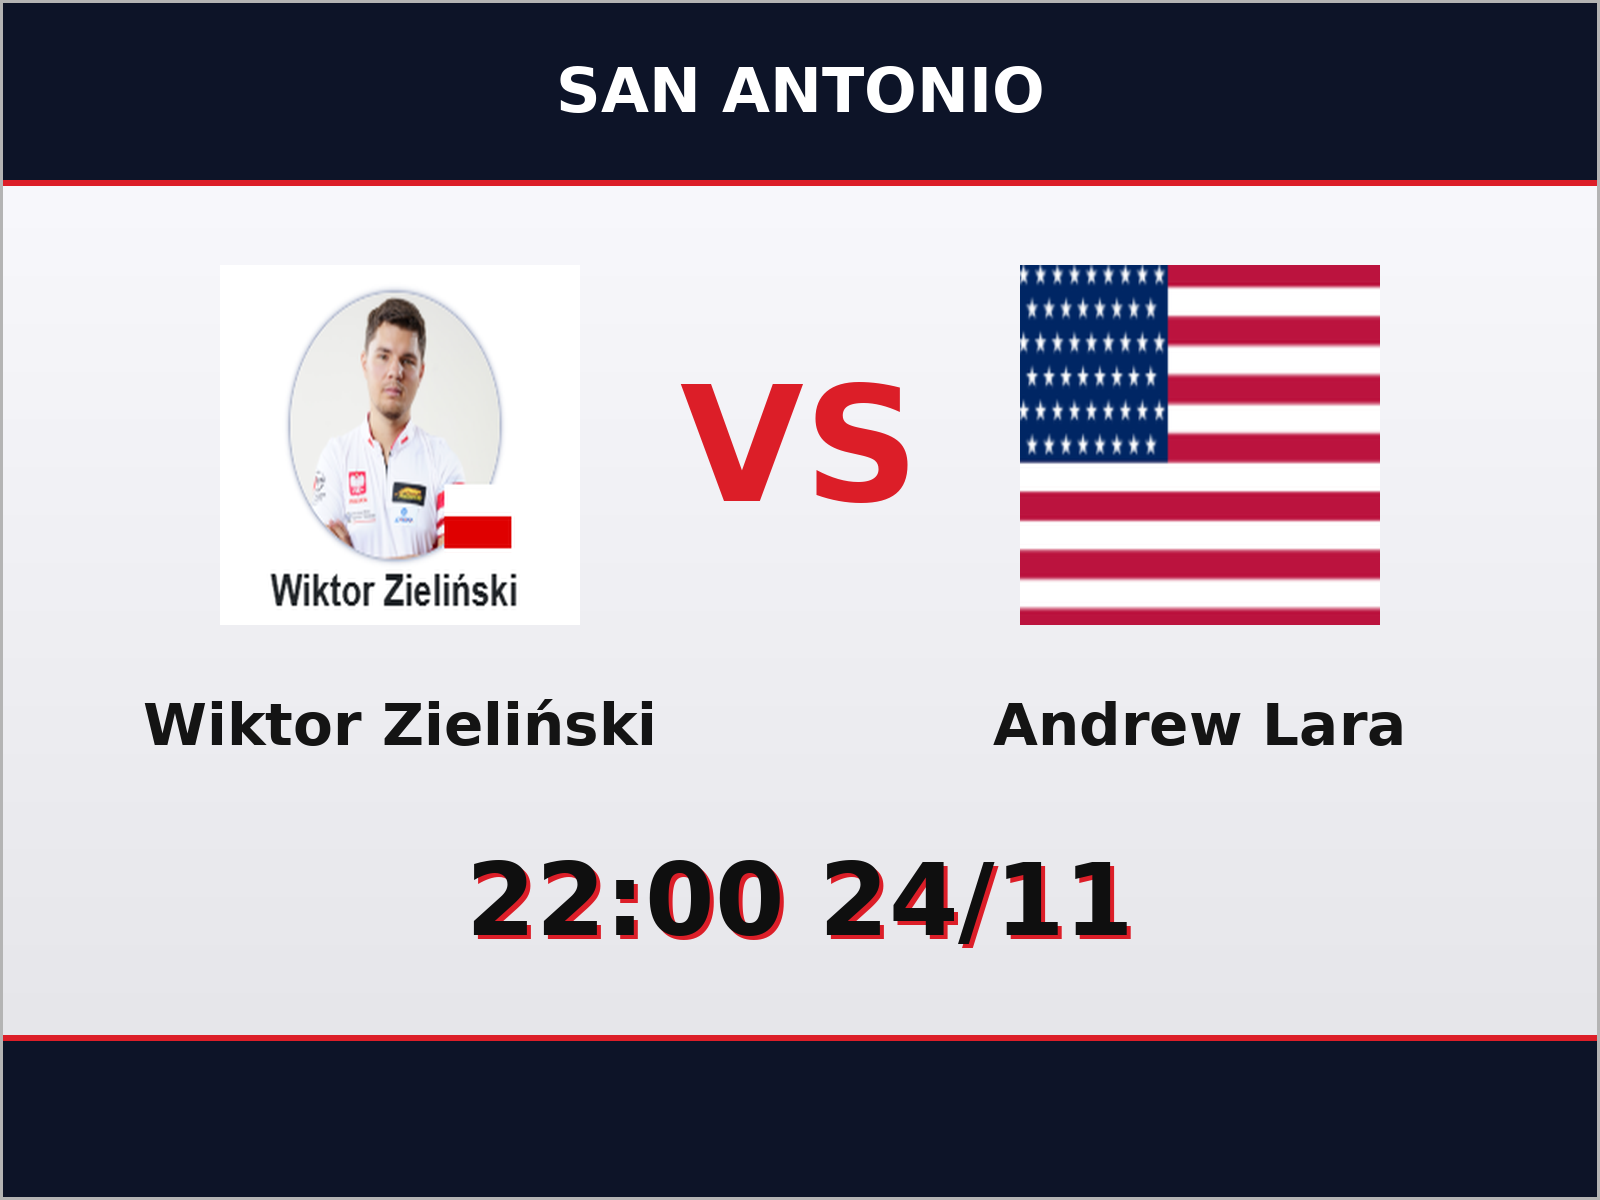 SAN ANTONIO
VS
Wiktor Zieliński
Wiktor Zieliński
Andrew Lara
22:00 24/11